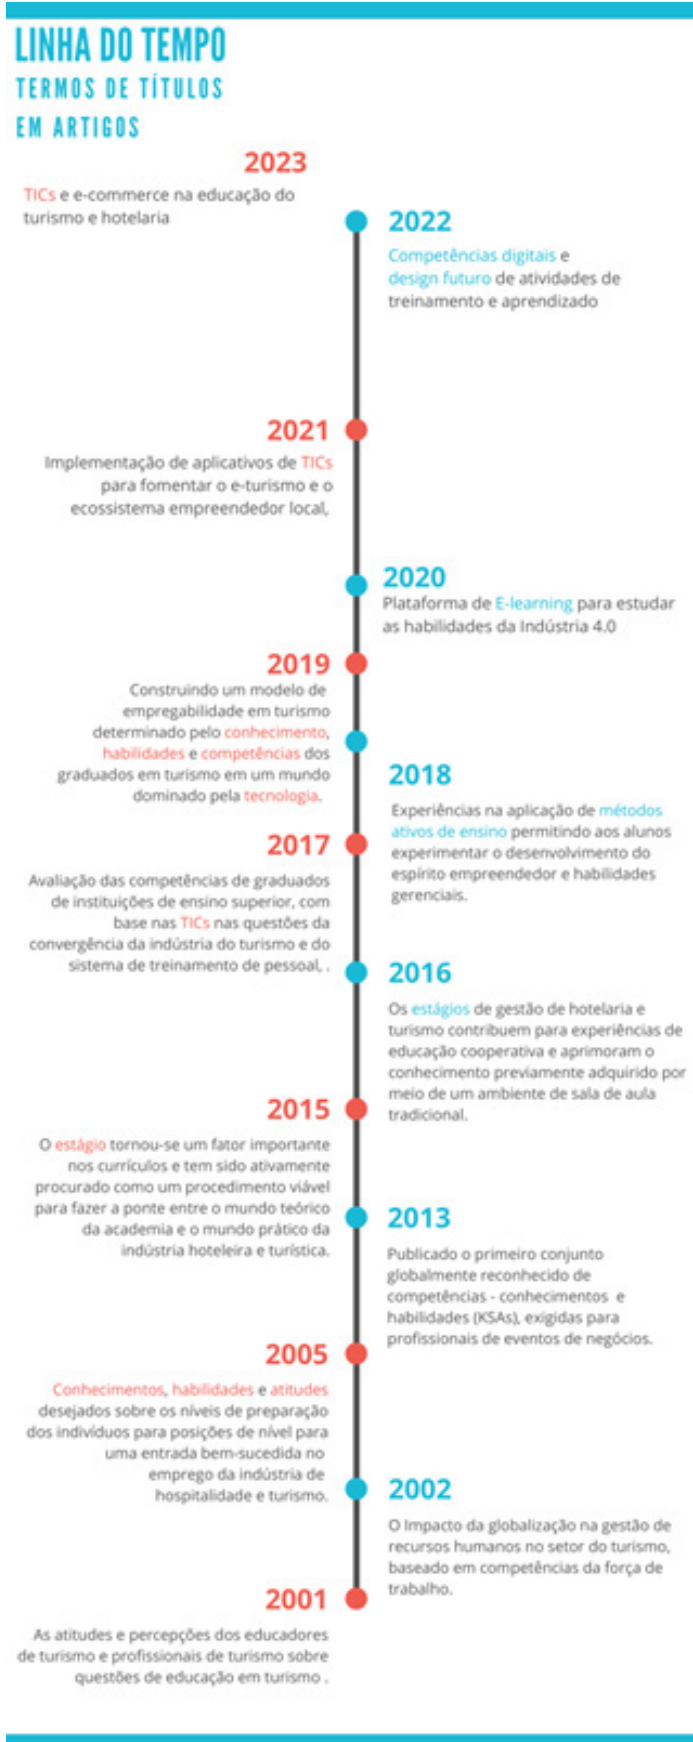 LINHA DO TEMPO
TERMOS DE TÍTULOS
EM ARTIGOS
2023
TICs e e-commerce na educação do
turismo e hotelaria
2022
Competências digitais e
design futuro de atividades de
treinamento e aprendizado
2021
Implementação de aplicativos de TICs
para fomentar o e-turismo e o
ecossistema empreendedor local,
2020
Plataforma de E-learning para estudar
as habilidades da Indústria 4.0
2019
Construindo um modelo de
empregabilidade em turismo
determinado pelo conhecimento,
habilidades e competências dos
graduados em turismo em um mundo
dominado pela tecnologia.
2018
Experiências na aplicação de métodos
ativos de ensino permitindo aos alunos
experimentar o desenvolvimento do
espírito empreendedor e habilidades
gerenciais.
2017
Avaliação das competências de graduados
de instituições de ensino superior, com
base nas TICs nas questões da
convergência da indústria do turismo e do
sistema de treinamento de pessoal, .
2016
Os estágios de gestão de hotelaria e
turismo contribuem para experiências de
educação cooperativa e aprimoram o
conhecimento previamente adquirido por
meio de um ambiente de sala de aula
tradicional.
2015
O estágio tornou-se um fator importante
nos currículos e tem sido ativamente
procurado como um procedimento viável
para fazer a ponte entre o mundo teórico
da academia e o mundo prático da
indústria hoteleira e turística.
2013
Publicado o primeiro conjunto
globalmente reconhecido de
competências - conhecimentos e
habilidades (KSAs), exigidas para
profissionais de eventos de negócios.
2005
Conhecimentos, habilidades e atitudes
desejados sobre os níveis de preparação
dos indivíduos para posições de nível para
uma entrada bem-sucedida no
emprego da indústria de
hospitalidade e turismo.
2002
O Impacto da globalização na gestão de
recursos humanos no setor do turismo,
baseado em competências da força de
trabalho.
2001
As atitudes e percepções dos educadores
de turismo e profissionais de turismo sobre
questões de educação em turismo .